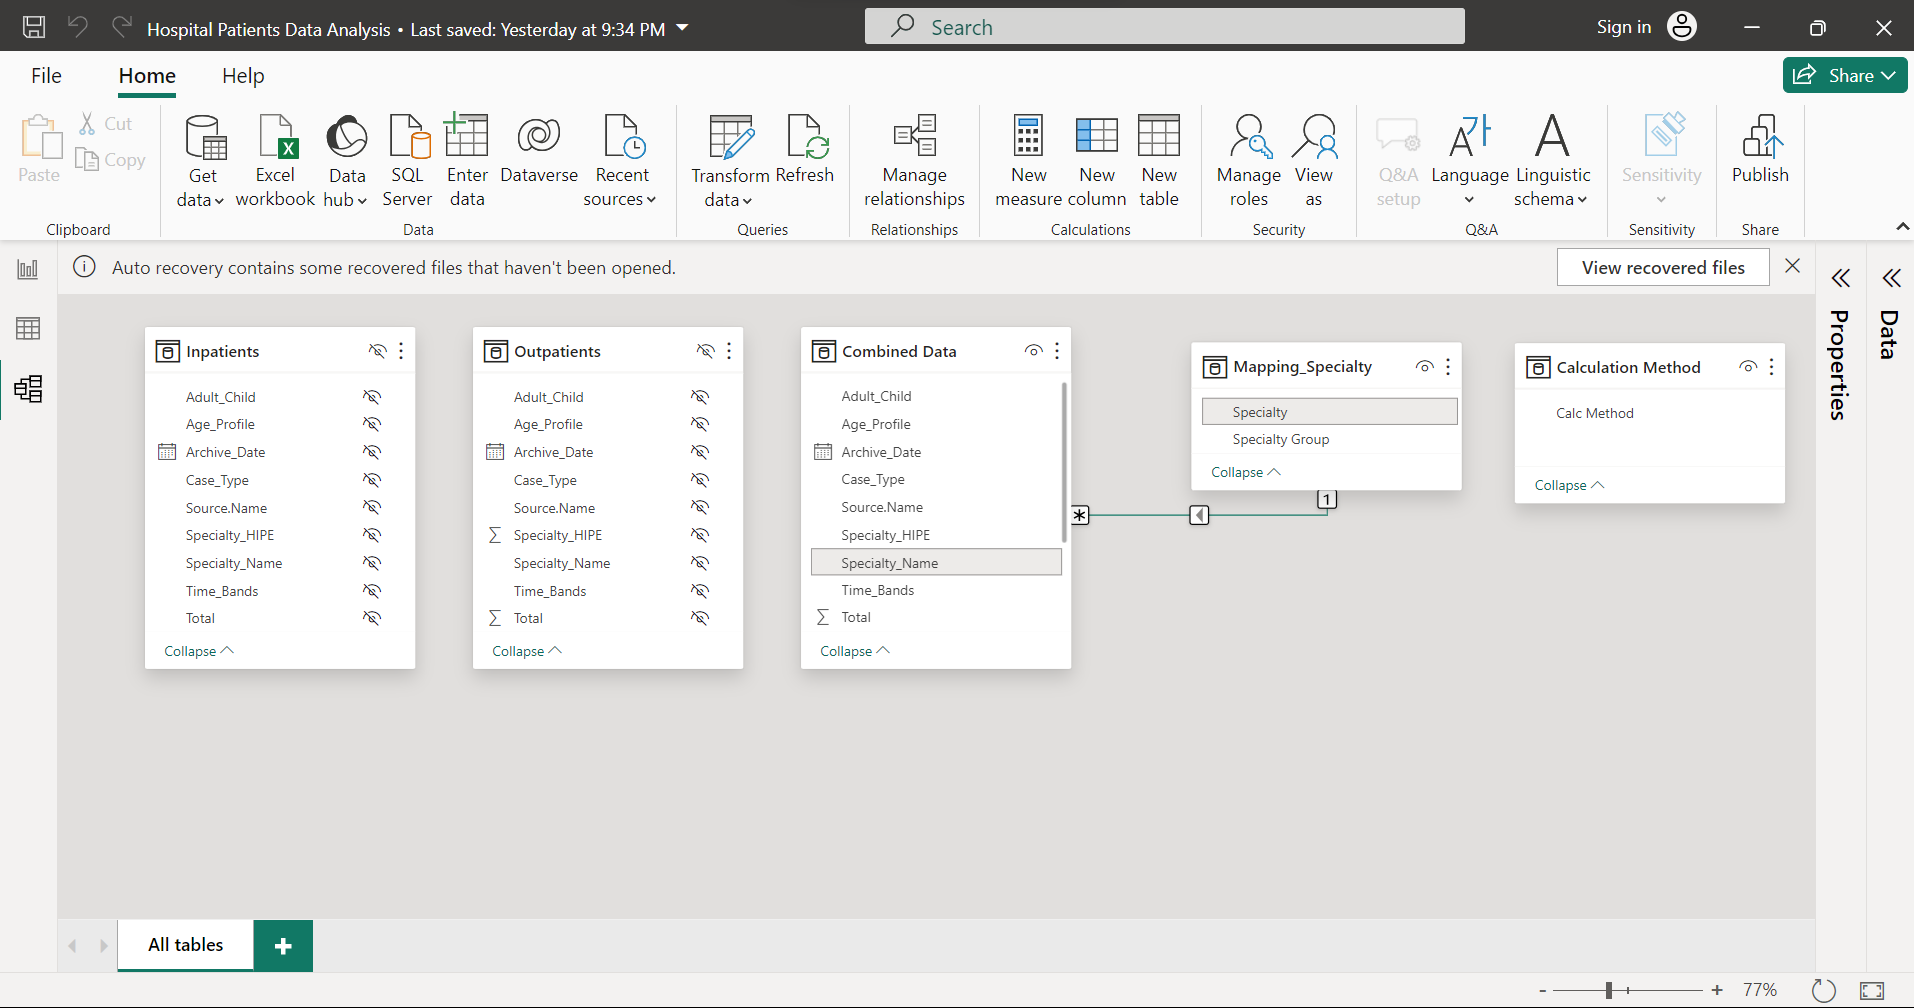 Hospital Patients Data Analysis • Last saved: Yesterday at 9:34 PM
Search
Sign in
File
Home
Help
Share
Paste
Cut
Copy
Clipboard
Get data
Excel workbook
Data hub
SQL Server
Enter data
Dataverse
Recent sources
Data
Transform data
Refresh
Queries
Manage relationships
Relationships
New measure
New column
New table
Calculations
Manage roles
View as
Security
Q&A setup
Language
Linguistic schema
Q&A
Sensitivity
Sensitivity
Publish
Share
Auto recovery contains some recovered files that haven't been opened.
View recovered files
Inpatients
Adult_Child
Age_Profile
Archive_Date
Case_Type
Source.Name
Specialty_HIPE
Specialty_Name
Time_Bands
Total
Collapse
Outpatients
Adult_Child
Age_Profile
Archive_Date
Case_Type
Source.Name
Σ Specialty_HIPE
Specialty_Name
Time_Bands
Σ Total
Collapse
Combined Data
Adult_Child
Age_Profile
Archive_Date
Case_Type
Source.Name
Specialty_HIPE
Specialty_Name
Time_Bands
Σ Total
Collapse
*
1
Mapping_Specialty
Specialty
Specialty Group
Collapse
Calculation Method
Calc Method
Collapse
Properties
Data
All tables
+
- + 77%